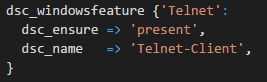 dsc_windowsfeature {'Telnet':
  dsc_ensure => 'present',
  dsc_name   => 'Telnet-Client',
}